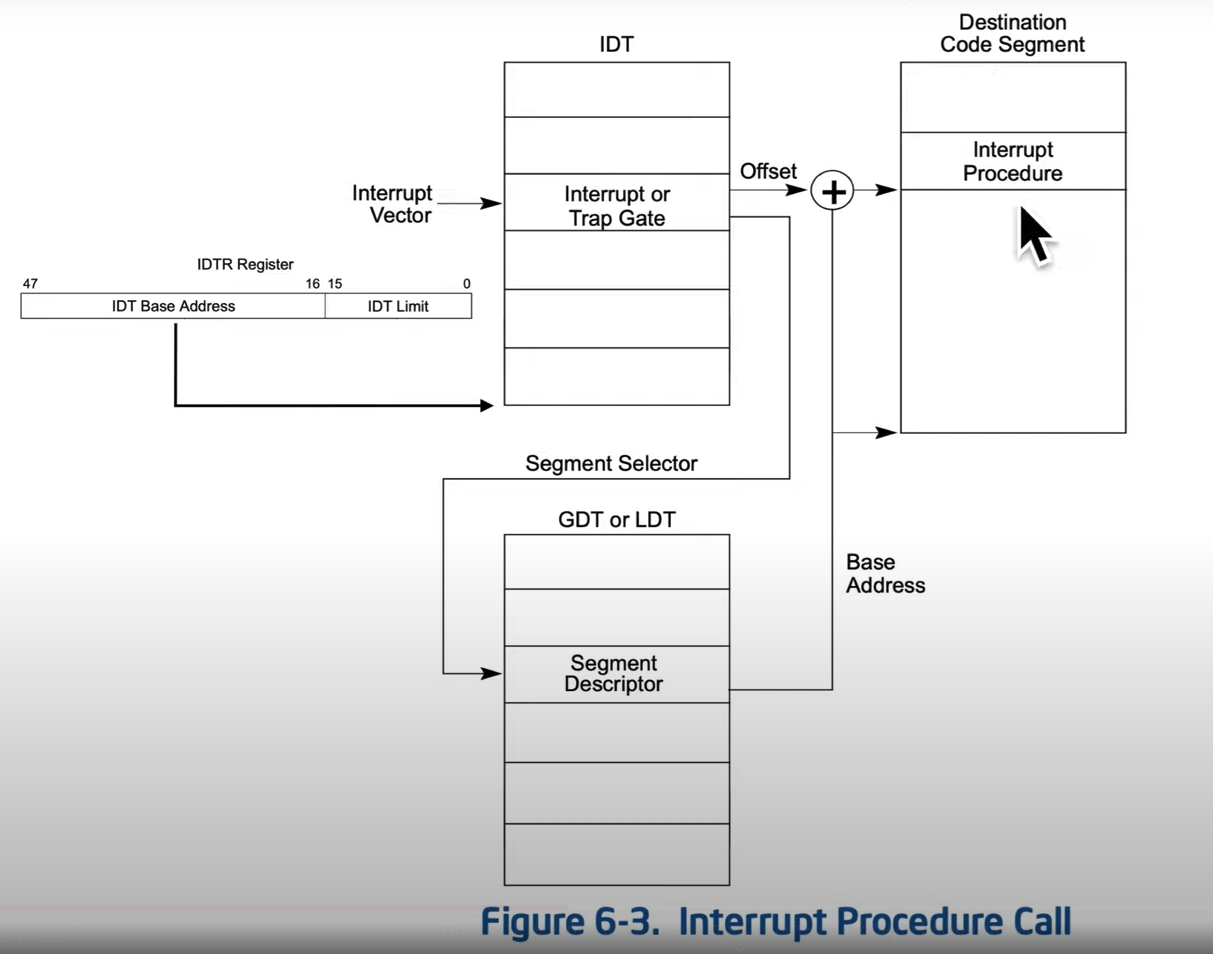 Destination
Code Segment
IDT
Interrupt
Procedure
Offset
+
Interrupt
Vector
Interrupt or
Trap Gate
IDTR Register
47
16 15
0
IDT Base Address
IDT Limit
Segment Selector
GDT or LDT
Base
Address
Segment
Descriptor
Figure 6-3. Interrupt Procedure Call